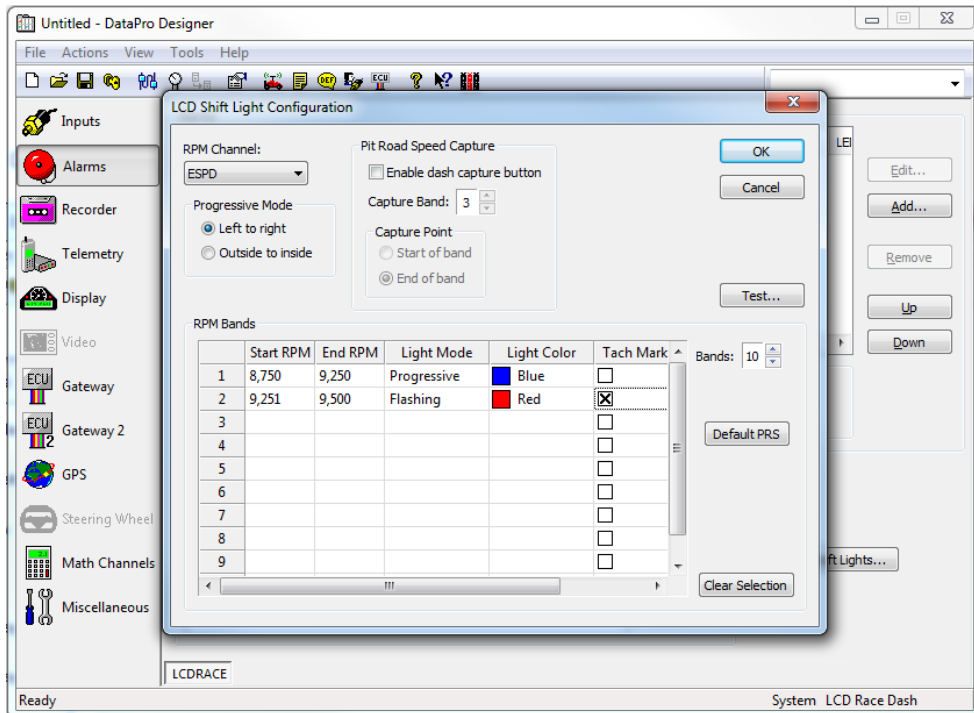 Untitled - DataPro Designer
File Actions View Tools Help
DEF
ECU
LCD Shift Light Configuration
Inputs
Alarms
Recorder
Telemetry
Display
Video
ECU
Gateway
ECU
2
Gateway 2
GPS
Steering Wheel
Math Channels
Miscellaneous
RPM Channel:
ESPD
Progressive Mode
Left to right
Outside to inside
Pit Road Speed Capture
Enable dash capture button
Capture Band: 3
Capture Point
Start of band
End of band
OK
Cancel
Test...
RPM Bands
Start RPM End RPM Light Mode Light Color Tach Mark
1 8,750 9,250 Progressive Blue
2 9,251 9,500 Flashing Red
3
4
5
6
7
8
9
Bands: 10
Default PRS
Clear Selection
Edit...
Add...
Remove
Up
Down
ft Lights...
LCDRACE
Ready
System LCD Race Dash